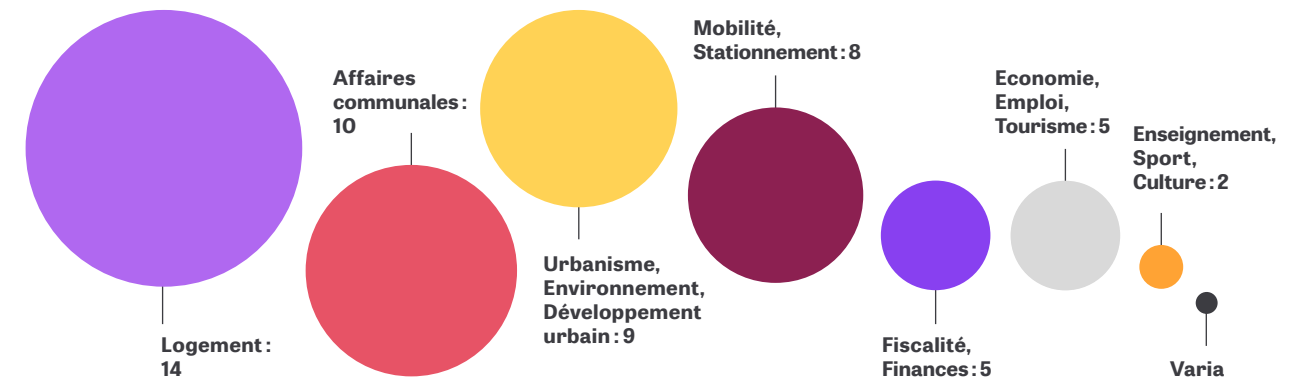 Mobilité,
Stationnement : 8
Affaires
communales :
10
Economie,
Emploi,
Tourisme : 5
Enseignement,
Sport,
Culture : 2
Urbanisme,
Environnement,
Développement
urbain : 9
Logement :
14
Fiscalité,
Finances : 5
Varia